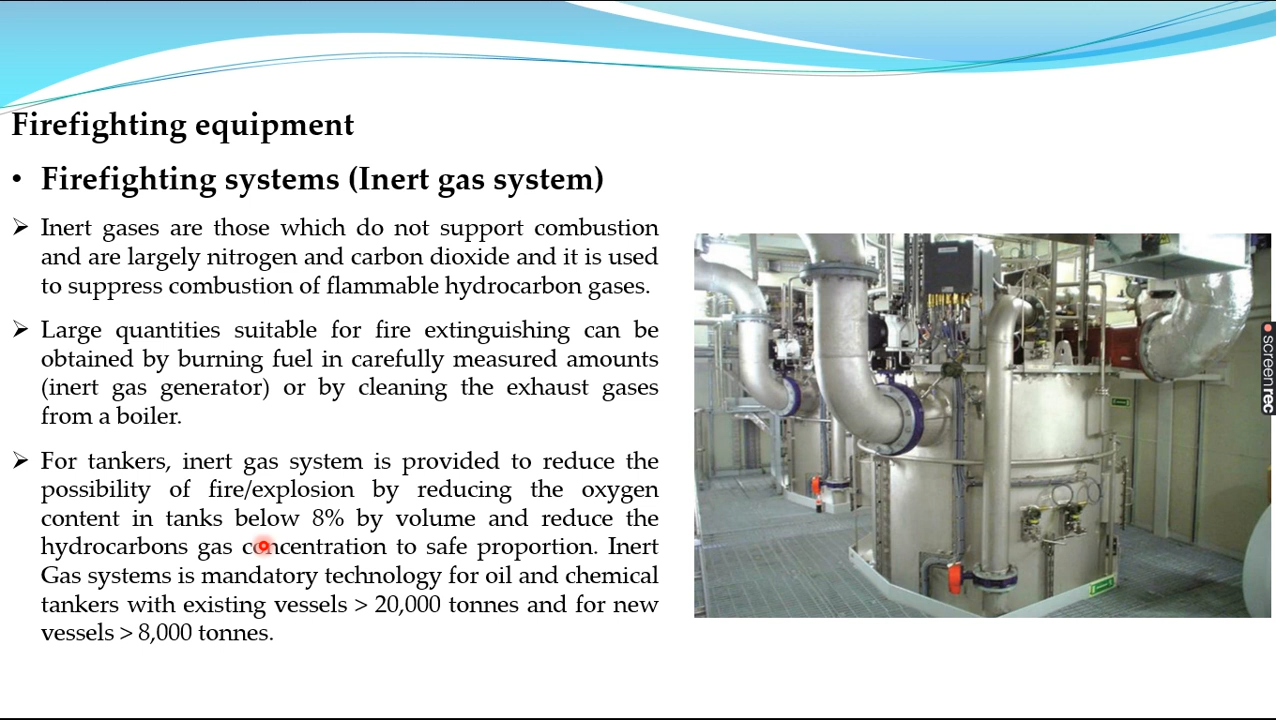 Firefighting equipment
• Firefighting systems (Inert gas system)
➢ Inert gases are those which do not support combustion
and are largely nitrogen and carbon dioxide and it is used
to suppress combustion of flammable hydrocarbon gases.
➢ Large quantities suitable for fire extinguishing can be
obtained by burning fuel in carefully measured amounts
(inert gas generator) or by cleaning the exhaust gases
from a boiler.
➢ For tankers, inert gas system is provided to reduce the
possibility of fire/explosion by reducing the oxygen
content in tanks below 8% by volume and reduce the
hydrocarbons gas concentration to safe proportion. Inert
Gas systems is mandatory technology for oil and chemical
tankers with existing vessels > 20,000 tonnes and for new
vessels > 8,000 tonnes.
screenrec